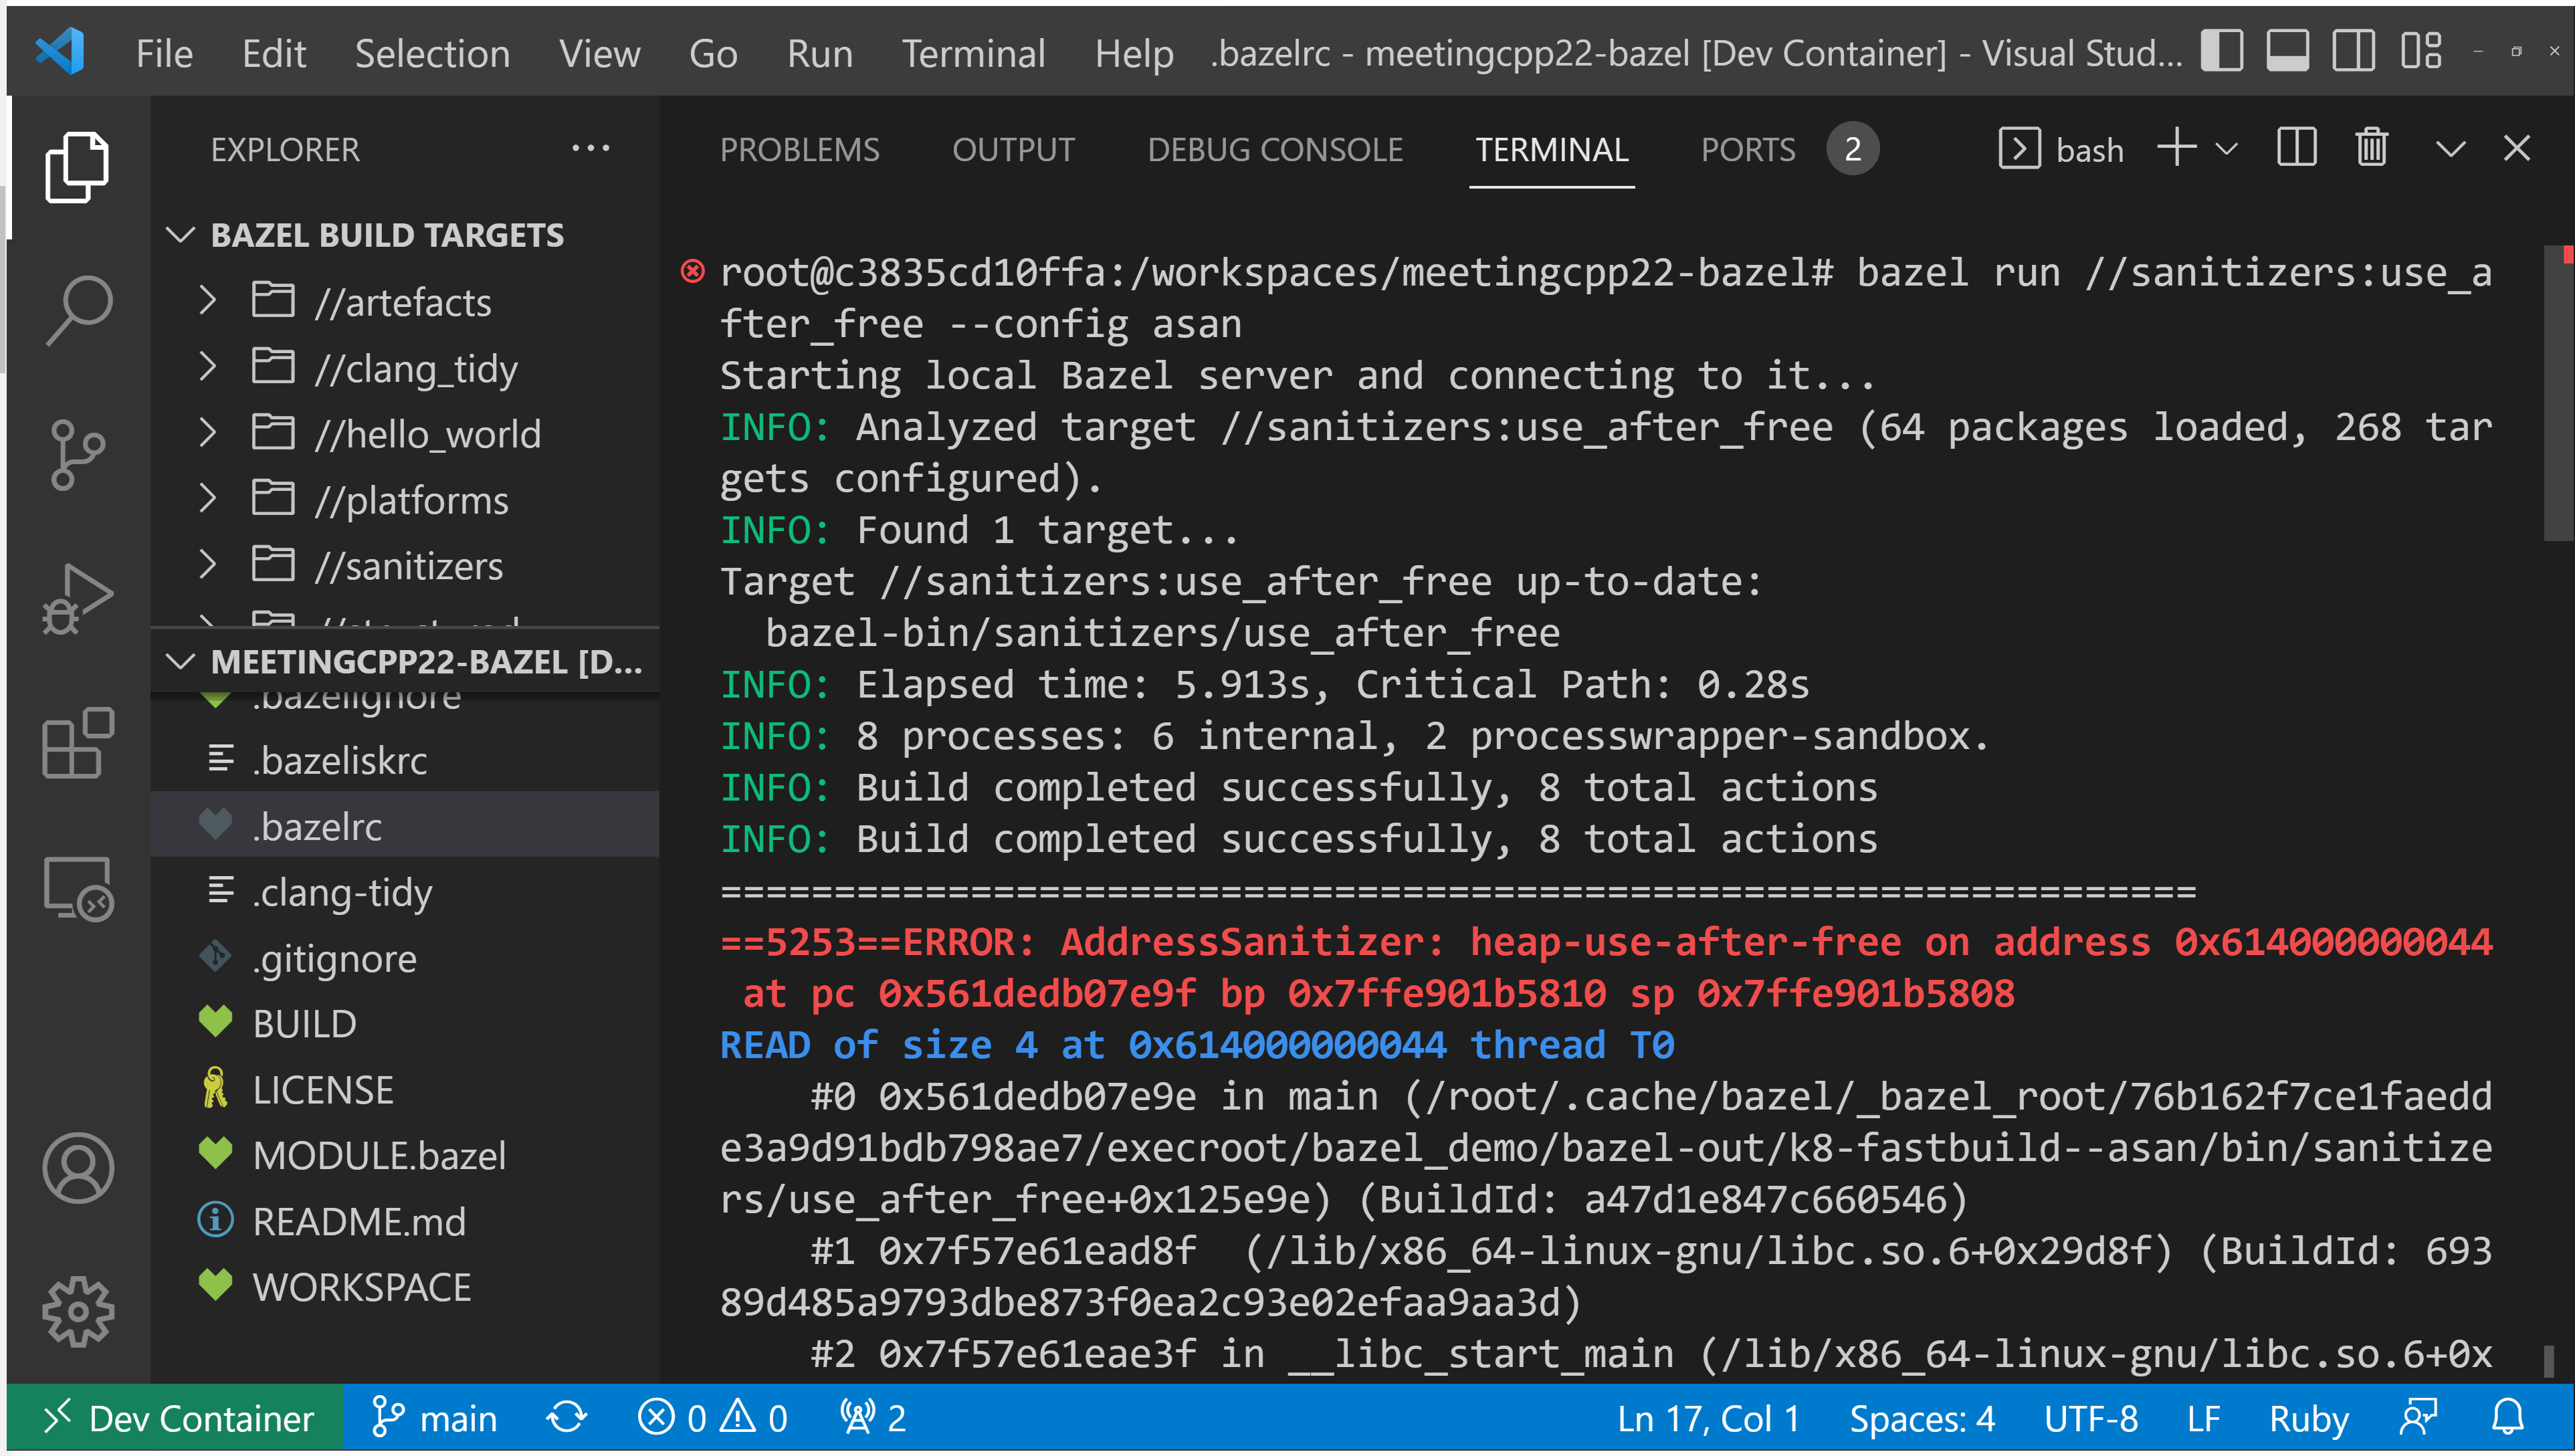 File Edit Selection View Go Run Terminal Help .bazelrc - meetingcpp22-bazel [Dev Container] - Visual Stud...
EXPLORER
BAZEL BUILD TARGETS
//artefacts
//clang_tidy
//hello_world
//platforms
//sanitizers
MEETINGCPP22-BAZEL [D...
.bazelignore
.bazeliskrc
.bazelrc
.clang-tidy
.gitignore
BUILD
LICENSE
MODULE.bazel
README.md
WORKSPACE
PROBLEMS OUTPUT DEBUG CONSOLE TERMINAL PORTS 2 bash
root@c3835cd10ffa:/workspaces/meetingcpp22-bazel# bazel run //sanitizers:use_a
fter_free --config asan
Starting local Bazel server and connecting to it...
INFO: Analyzed target //sanitizers:use_after_free (64 packages loaded, 268 tar
gets configured).
INFO: Found 1 target...
Target //sanitizers:use_after_free up-to-date:
bazel-bin/sanitizers/use_after_free
INFO: Elapsed time: 5.913s, Critical Path: 0.28s
INFO: 8 processes: 6 internal, 2 processwrapper-sandbox.
INFO: Build completed successfully, 8 total actions
INFO: Build completed successfully, 8 total actions
=================================================================
==5253==ERROR: AddressSanitizer: heap-use-after-free on address 0x614000000044
at pc 0x561dedb07e9f bp 0x7ffe901b5810 sp 0x7ffe901b5808
READ of size 4 at 0x614000000044 thread T0
#0 0x561dedb07e9e in main (/root/.cache/bazel/_bazel_root/76b162f7ce1faedd
e3a9d91bdb798ae7/execroot/bazel_demo/bazel-out/k8-fastbuild--asan/bin/sanitize
rs/use_after_free+0x125e9e) (BuildId: a47d1e847c660546)
#1 0x7f57e61ead8f (/lib/x86_64-linux-gnu/libc.so.6+0x29d8f) (BuildId: 693
89d485a9793dbe873f0ea2c93e02efaa9aa3d)
#2 0x7f57e61eae3f in __libc_start_main (/lib/x86_64-linux-gnu/libc.so.6+0x
Dev Container main 0 0 2 Ln 17, Col 1 Spaces: 4 UTF-8 LF Ruby